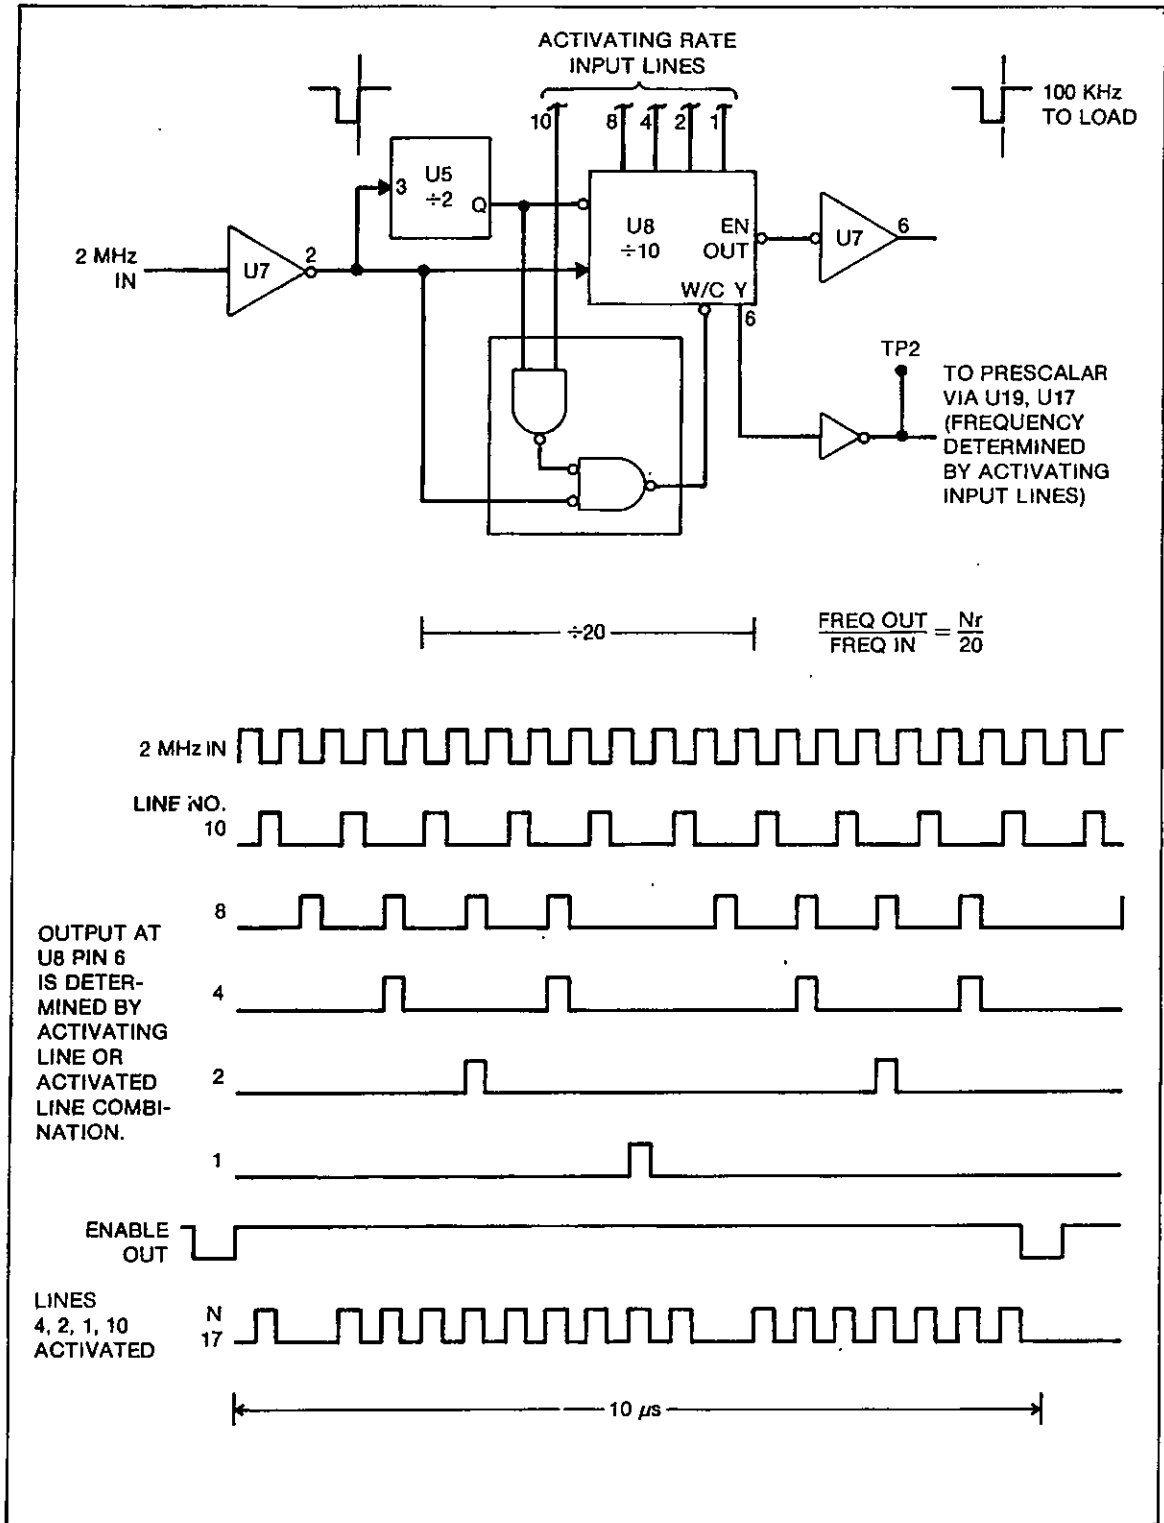 ACTIVATING RATE
INPUT LINES
10
8
4
2
1
100 KHz
TO LOAD
3
U5
÷2
Q
U8
÷10
EN
OUT
U7
6
2 MHz
IN
U7
2
W/C Y
6
TP2
TO PRESCALAR
VIA U19, U17
(FREQUENCY
DETERMINED
BY ACTIVATING
INPUT LINES)
÷20
FREQ OUT
FREQ IN
=
Nr
20
2 MHz IN
LINE NO.
10
8
OUTPUT AT
U8 PIN 6
IS DETER-
MINED BY
ACTIVATING
LINE OR
ACTIVATED
LINE COMBI-
NATION.
4
2
1
ENABLE
OUT
LINES
4, 2, 1, 10
ACTIVATED
N
17
10 μs